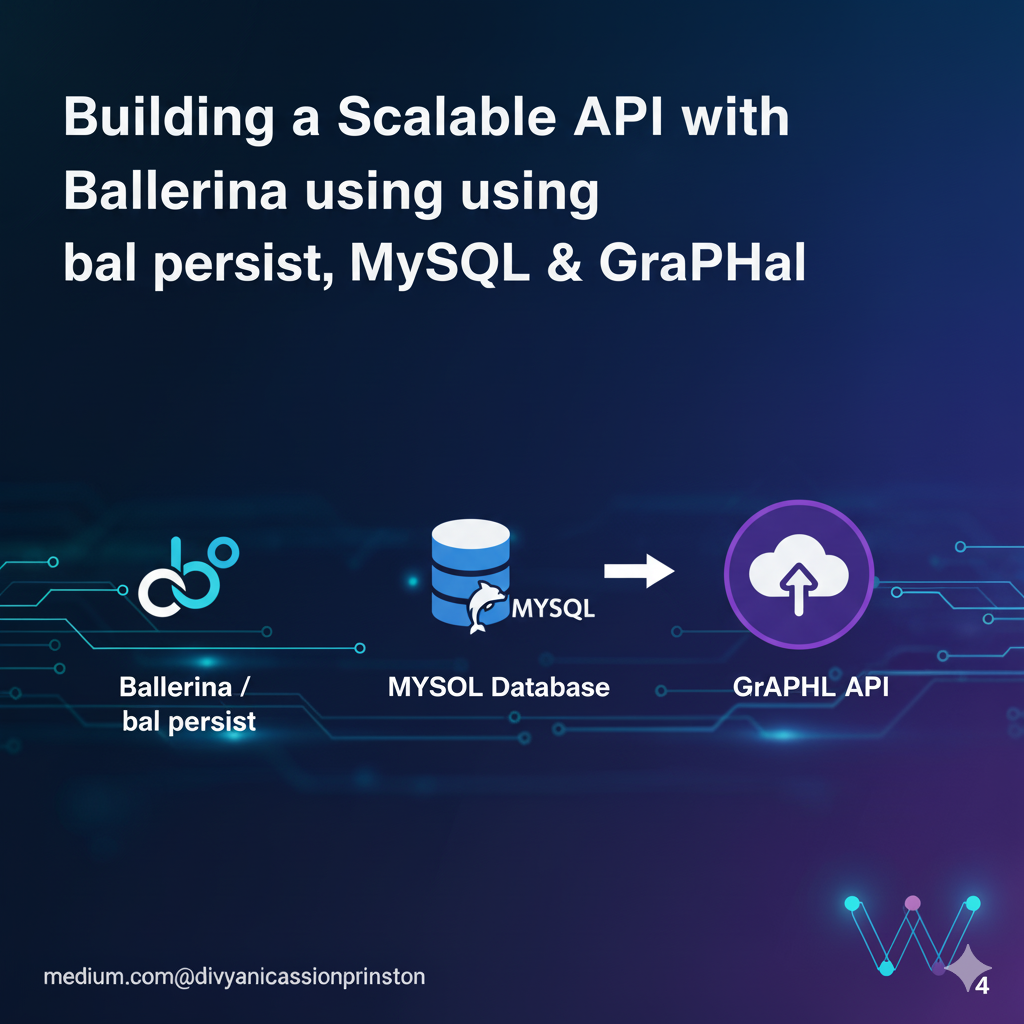 Building a Scalable API with
Ballerina using using
bal persist, MySQL & GraPHal
MYSQL
Ballerina /
bal persist
MYSOL Database
GrAPHL API
medium.com@divyanicassionprinston
4